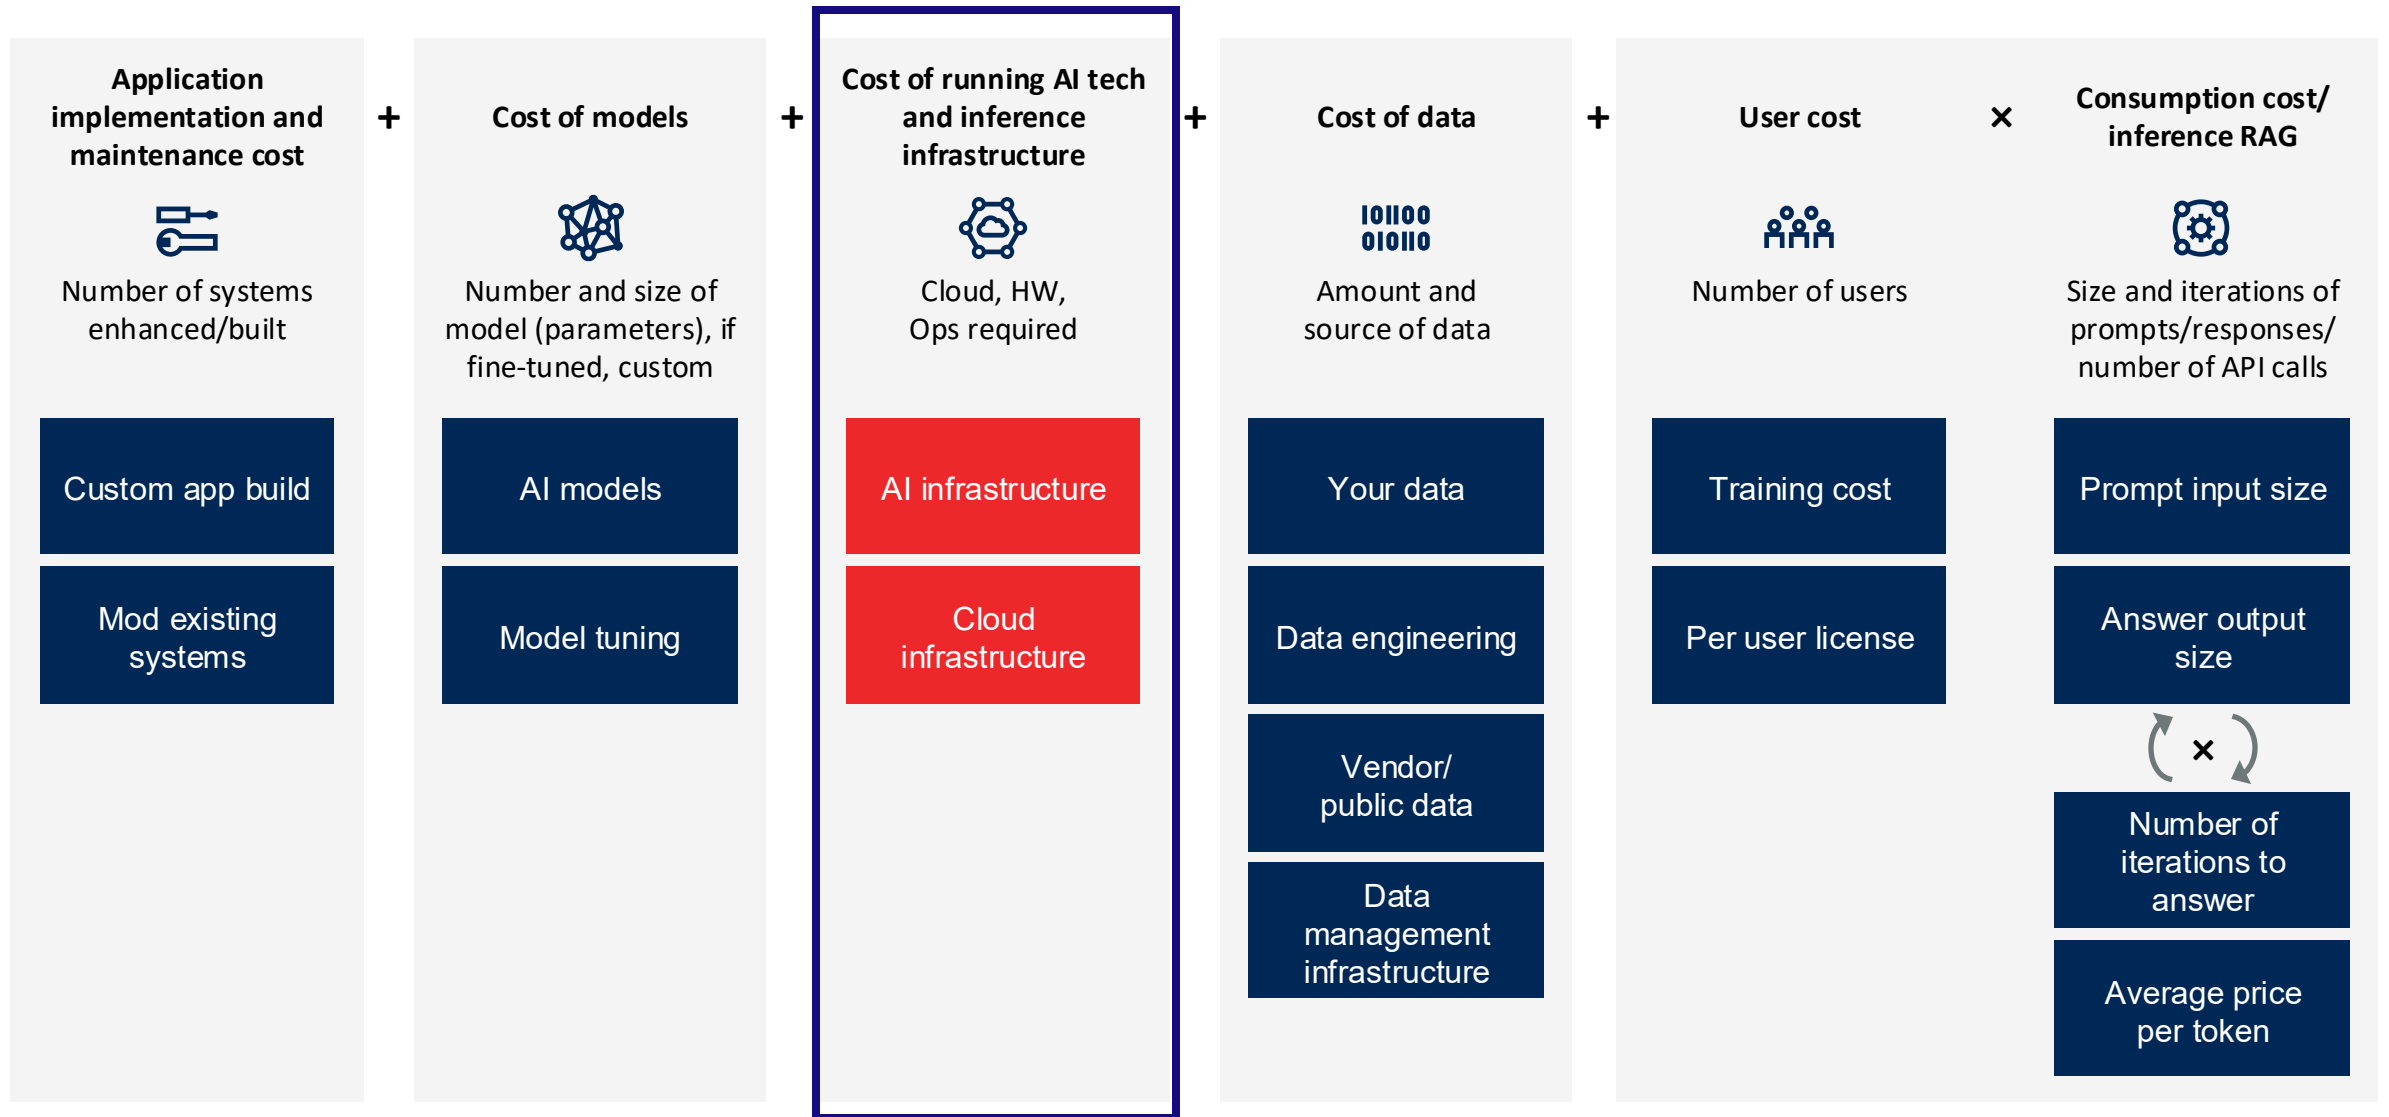 Application
implementation and
maintenance cost
+
Cost of models
+
Cost of running AI tech
and inference
infrastructure
+
Cost of data
+
User cost
×
Consumption cost/
inference RAG
Number of systems
enhanced/built
Number and size of
model (parameters), if
fine-tuned, custom
Cloud, HW,
Ops required
101100
010110
Amount and
source of data
Number of users
Size and iterations of
prompts/responses/
number of API calls
Custom app build
Mod existing
systems
AI models
Model tuning
AI infrastructure
Cloud
infrastructure
Your data
Data engineering
Vendor/
public data
Data
management
infrastructure
Training cost
Per user license
Prompt input size
Answer output
size
×
Number of
iterations to
answer
Average price
per token